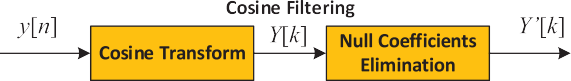 Cosine Filtering
y[n]
Cosine Transform
Y[k]
Null Coefficients
Elimination
Y'[k]